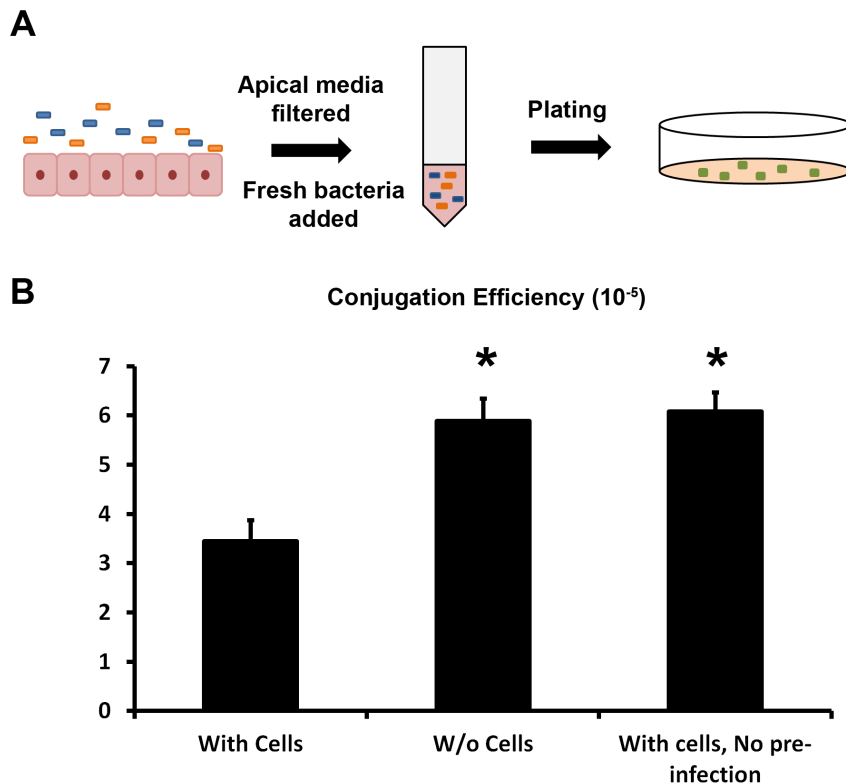 A
Apical media
filtered
Fresh bacteria
added
Plating
B
Conjugation Efficiency (10⁻⁵)
7
6
5
4
3
2
1
0
*
*
With Cells
W/o Cells
With cells, No pre-
infection